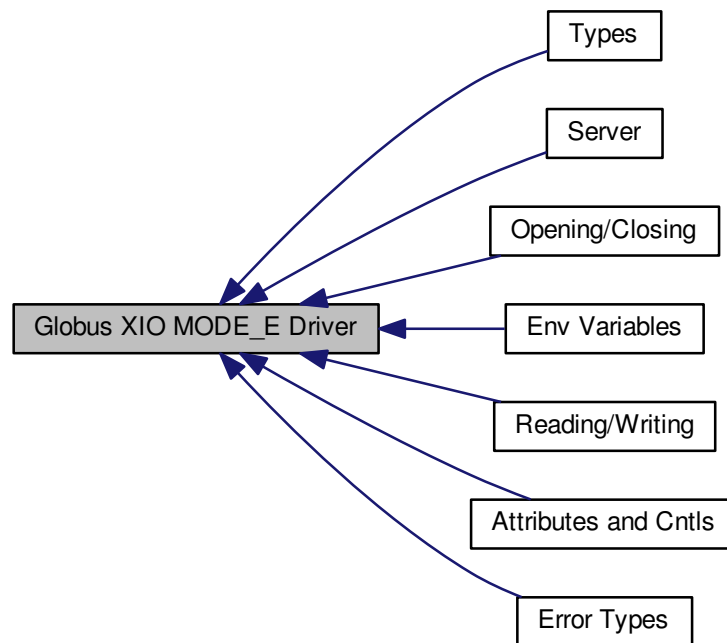 Types
Server
Opening/Closing
Globus XIO MODE_E Driver
Env Variables
Reading/Writing
Attributes and Cntls
Error Types